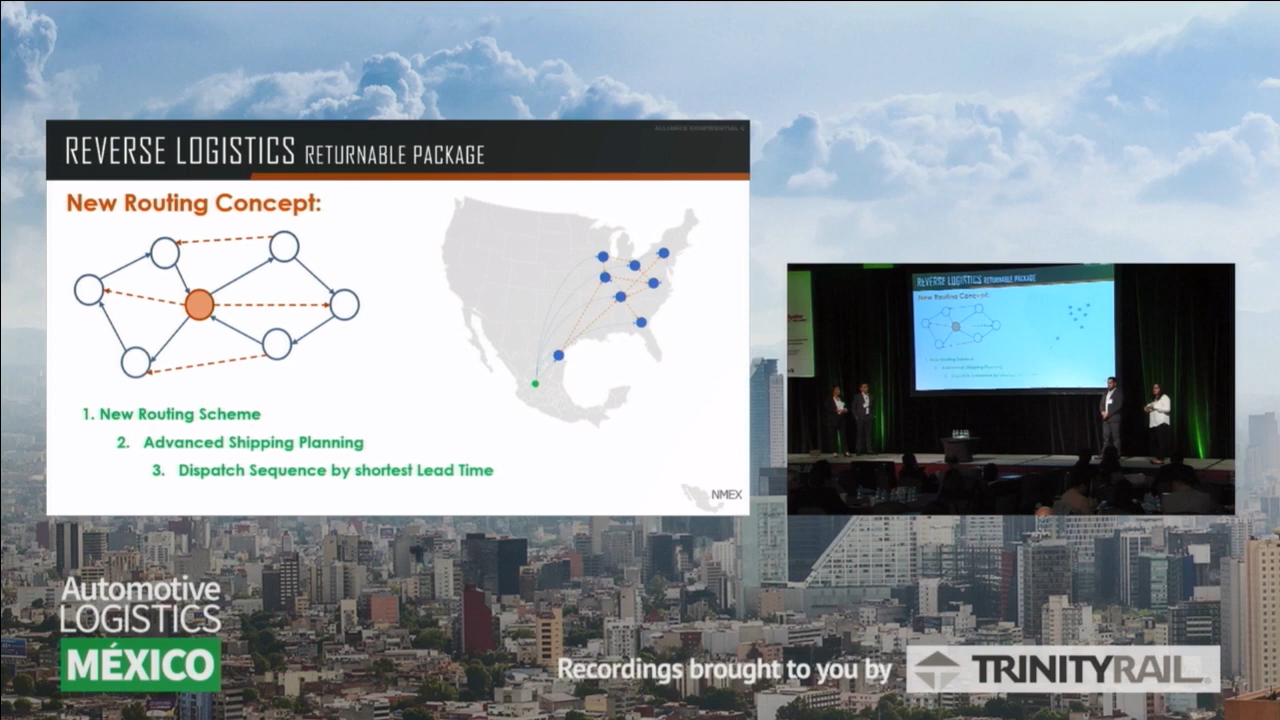 ALLIANCE CONFIDENTIAL C
REVERSE LOGISTICS RETURNABLE PACKAGE
New Routing Concept:
1. New Routing Scheme
2. Advanced Shipping Planning
3. Dispatch Sequence by shortest Lead Time
NMEX
REVERSE LOGISTICS RETURNABLE PACKAGE
New Routing Concept:
Automotive
LOGISTICS
MÉXICO
Recordings brought to you by TRINITYRAIL®